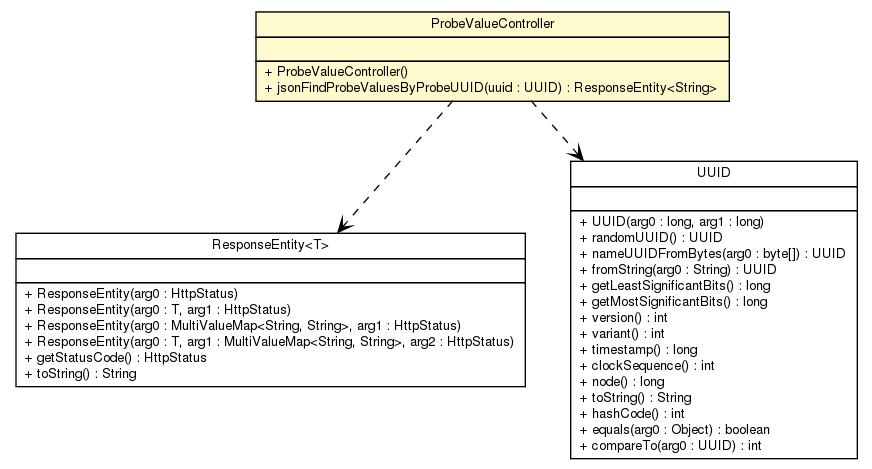 ProbeValueController
+ ProbeValueController()
+ jsonFindProbeValuesByProbeUUID(uuid : UUID) : ResponseEntity<String>
ResponseEntity<T>
+ ResponseEntity(arg0 : HttpStatus)
+ ResponseEntity(arg0 : T, arg1 : HttpStatus)
+ ResponseEntity(arg0 : MultiValueMap<String, String>, arg1 : HttpStatus)
+ ResponseEntity(arg0 : T, arg1 : MultiValueMap<String, String>, arg2 : HttpStatus)
+ getStatusCode() : HttpStatus
+ toString() : String
UUID
+ UUID(arg0 : long, arg1 : long)
+ randomUUID() : UUID
+ nameUUIDFromBytes(arg0 : byte[]) : UUID
+ fromString(arg0 : String) : UUID
+ getLeastSignificantBits() : long
+ getMostSignificantBits() : long
+ version() : int
+ variant() : int
+ timestamp() : long
+ clockSequence() : int
+ node() : long
+ toString() : String
+ hashCode() : int
+ equals(arg0 : Object) : boolean
+ compareTo(arg0 : UUID) : int